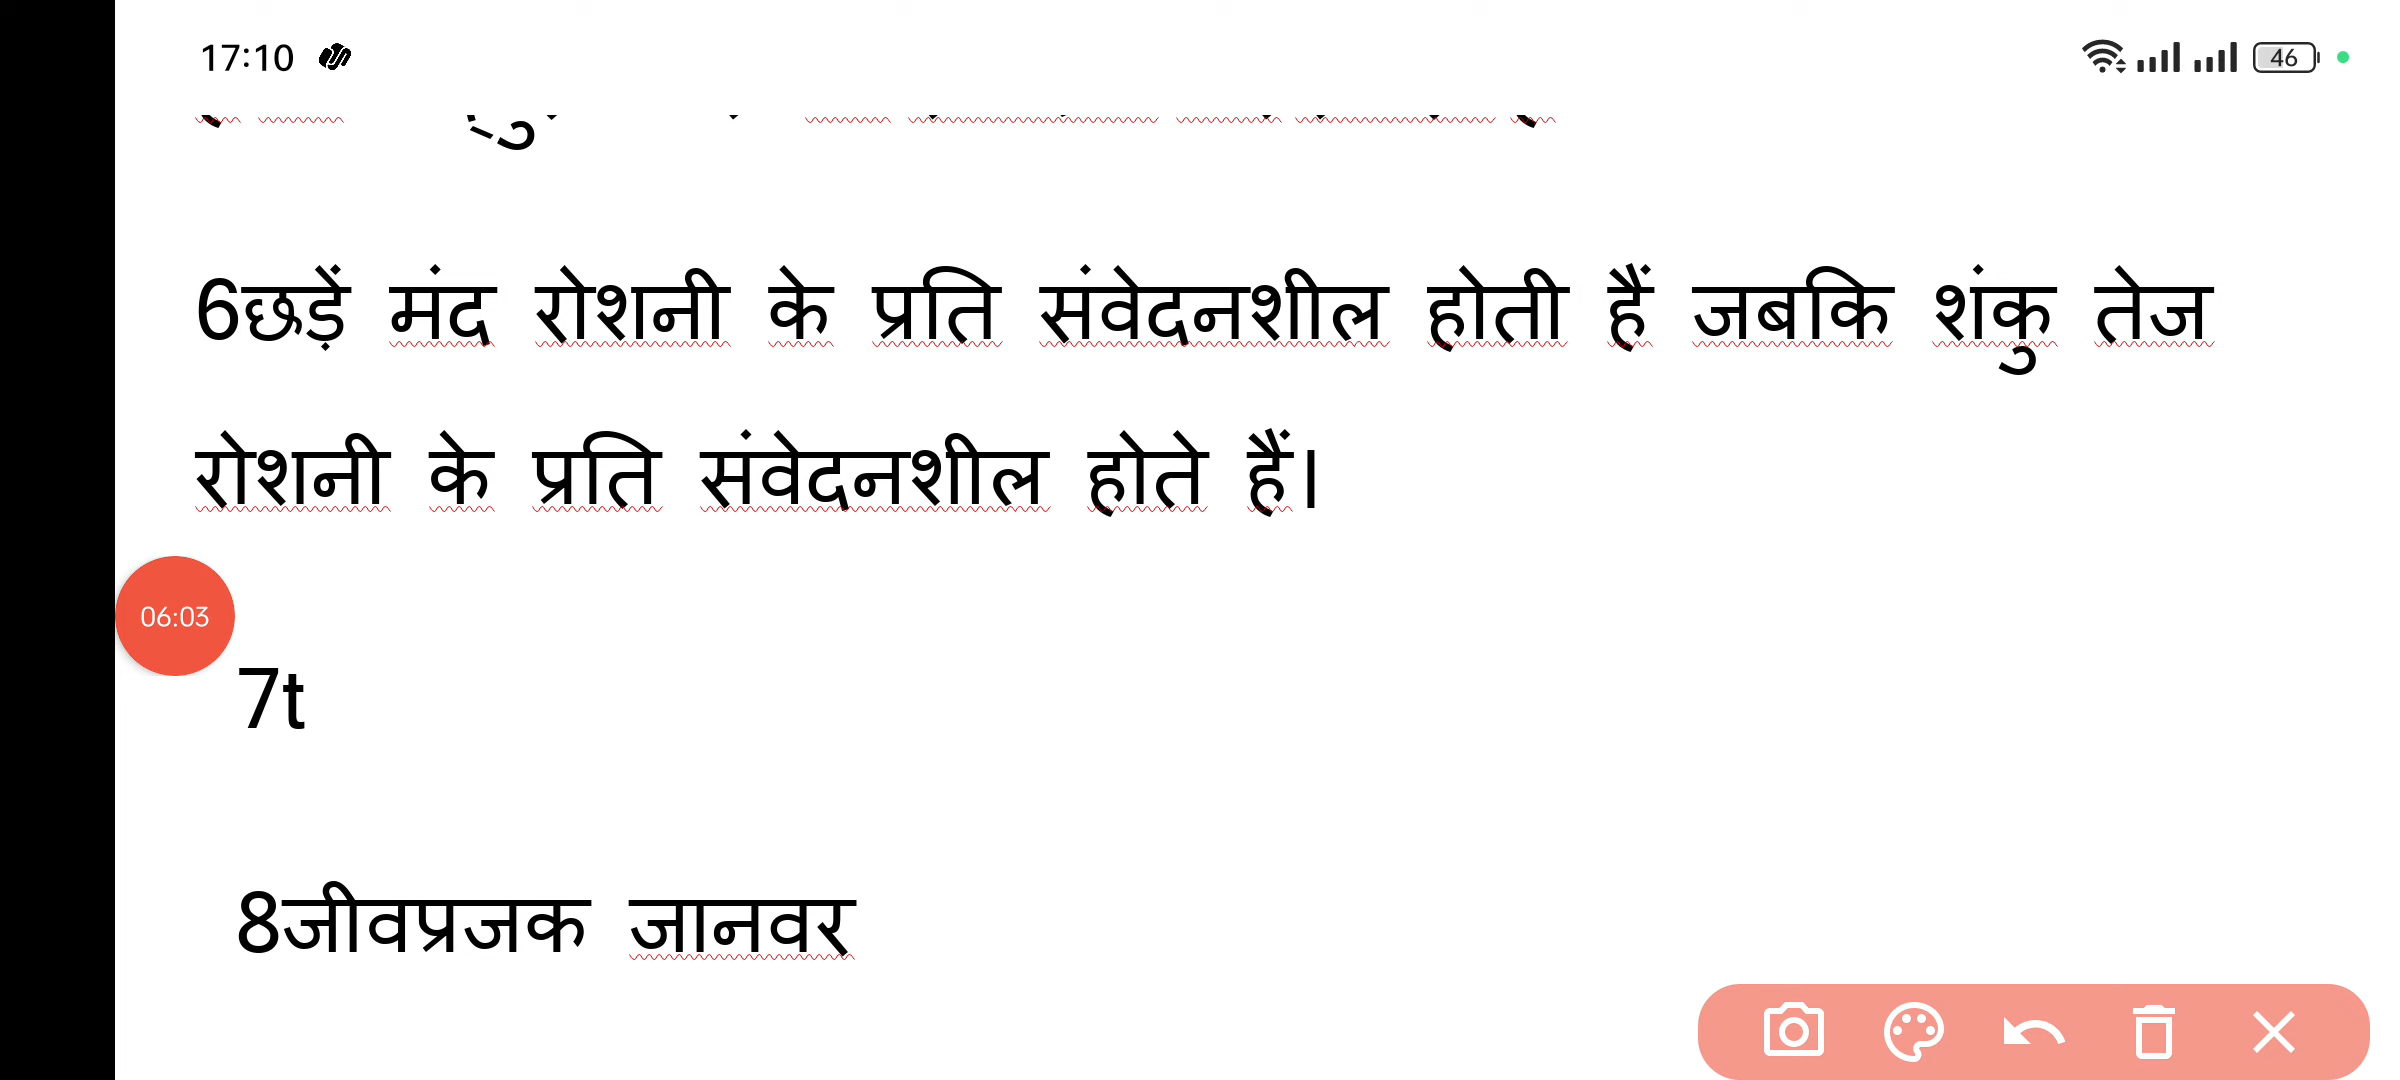 17:10
46
6छड़ें मंद रोशनी के प्रति संवेदनशील होती हैं जबकि शंकु तेज
रोशनी के प्रति संवेदनशील होते हैं।
06:03
7t
8जीवप्रजक जानवर